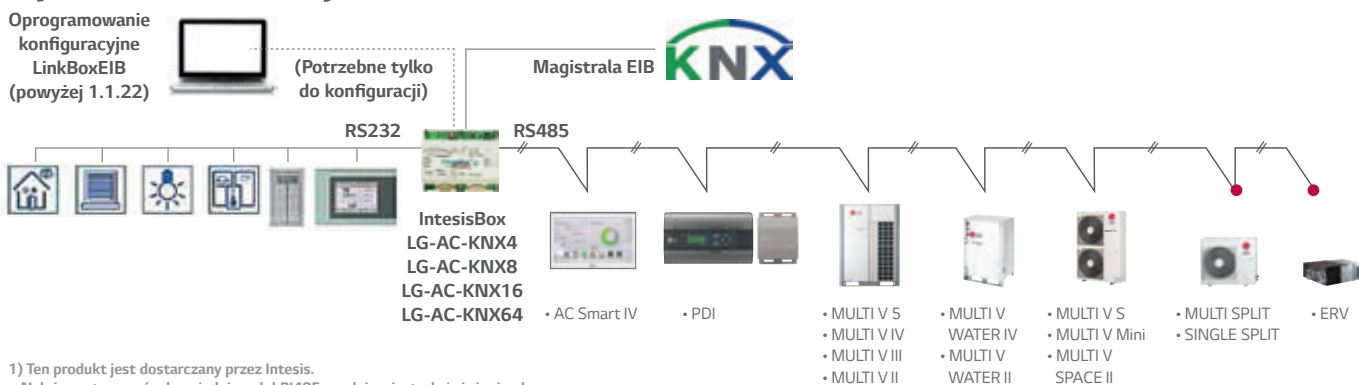 Oprogramowanie
konfiguracyjne
LinkBoxEIB
(powyżej 1.1.22)
(Potrzebne tylko
do konfiguracji)
Magistrala EIB
KNX
RS232
RS485
IntesisBox
LG-AC-KNX4
LG-AC-KNX8
LG-AC-KNX16
LG-AC-KNX64
• AC Smart IV
• PDI
• MULTI V 5
• MULTI V IV
• MULTI V III
• MULTI V II
• MULTI V
WATER IV
• MULTI V
WATER II
• MULTI V S
• MULTI V Mini
• MULTI V
SPACE II
• MULTI SPLIT
• SINGLE SPLIT
• ERV
1) Ten produkt jest dostarczany przez Intesis.